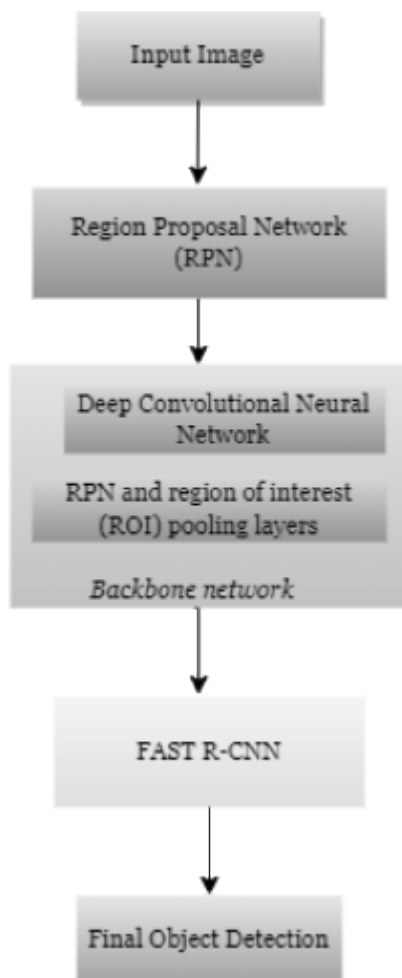 Input Image
Region Proposal Network
(RPN)
Deep Convolutional Neural
Network
RPN and region of interest
(ROI) pooling layers
Backbone network
FAST R-CNN
Final Object Detection